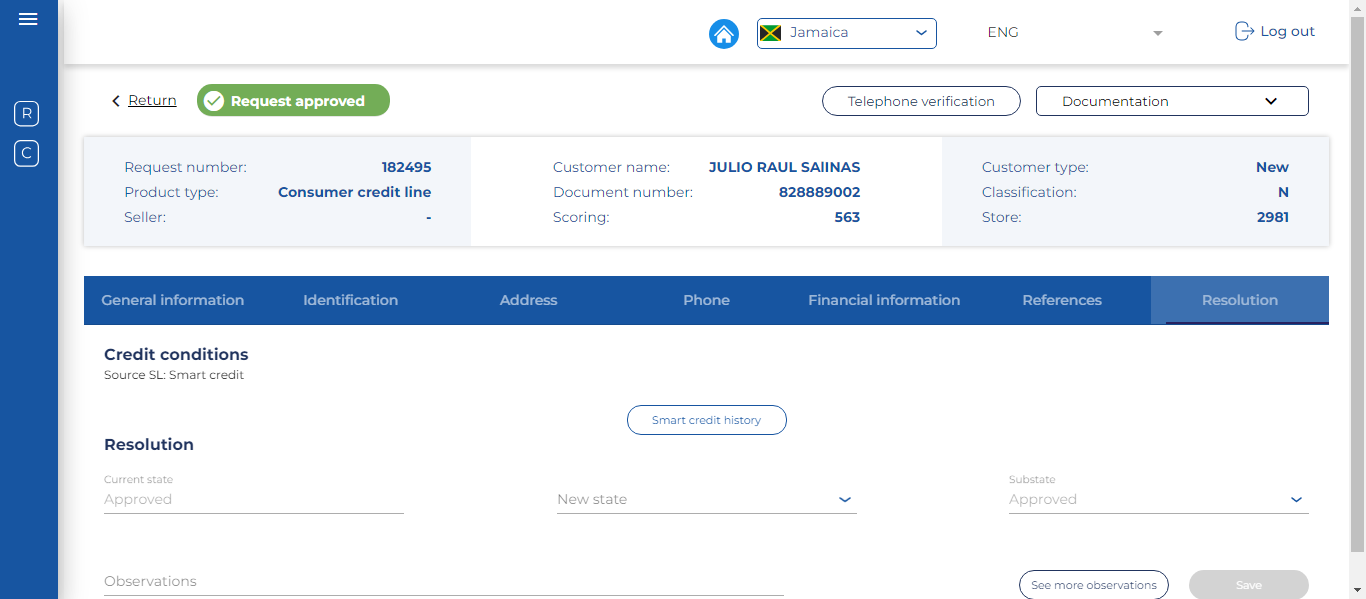 Jamaica
ENG
Log out
Return
Request approved
Telephone verification
Documentation
R
C
Request number: 182495
Product type: Consumer credit line
Seller: -
Customer name: JULIO RAUL SAlINAS
Document number: 828889002
Scoring: 563
Customer type: New
Classification: N
Store: 2981
General information Identification Address Phone Financial information References Resolution
Credit conditions
Source SL: Smart credit
Smart credit history
Resolution
Current state
Approved
New state
Substate
Approved
Observations
See more observations
Save